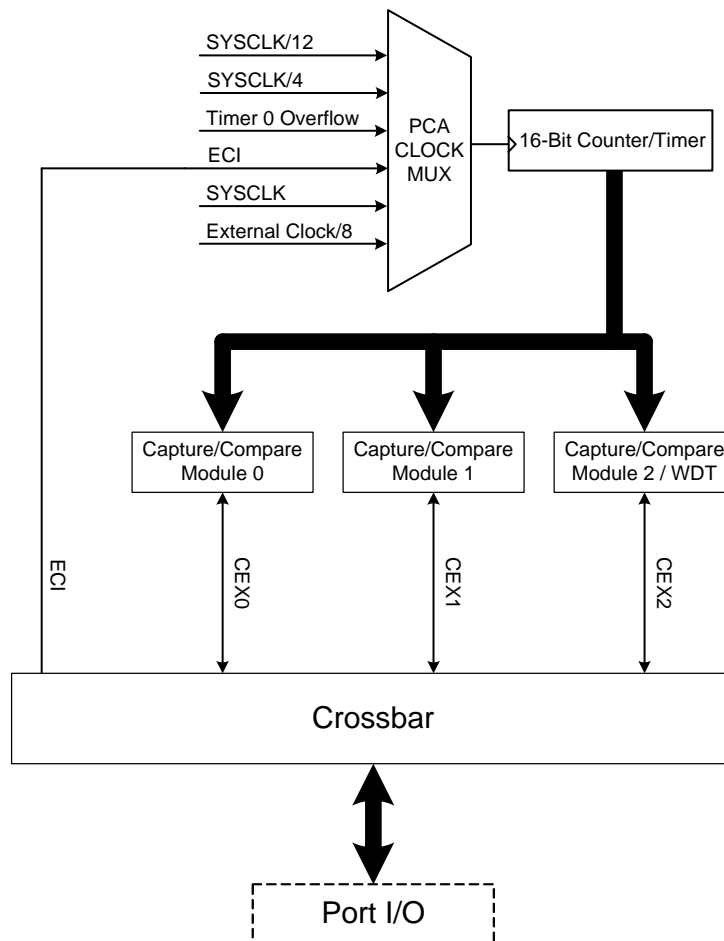 SYSCLK/12
SYSCLK/4
Timer 0 Overflow
ECI
SYSCLK
External Clock/8
PCA
CLOCK
MUX
16-Bit Counter/Timer
Capture/Compare
Module 0
Capture/Compare
Module 1
Capture/Compare
Module 2 / WDT
ECI
CEX0
CEX1
CEX2
Crossbar
Port I/O